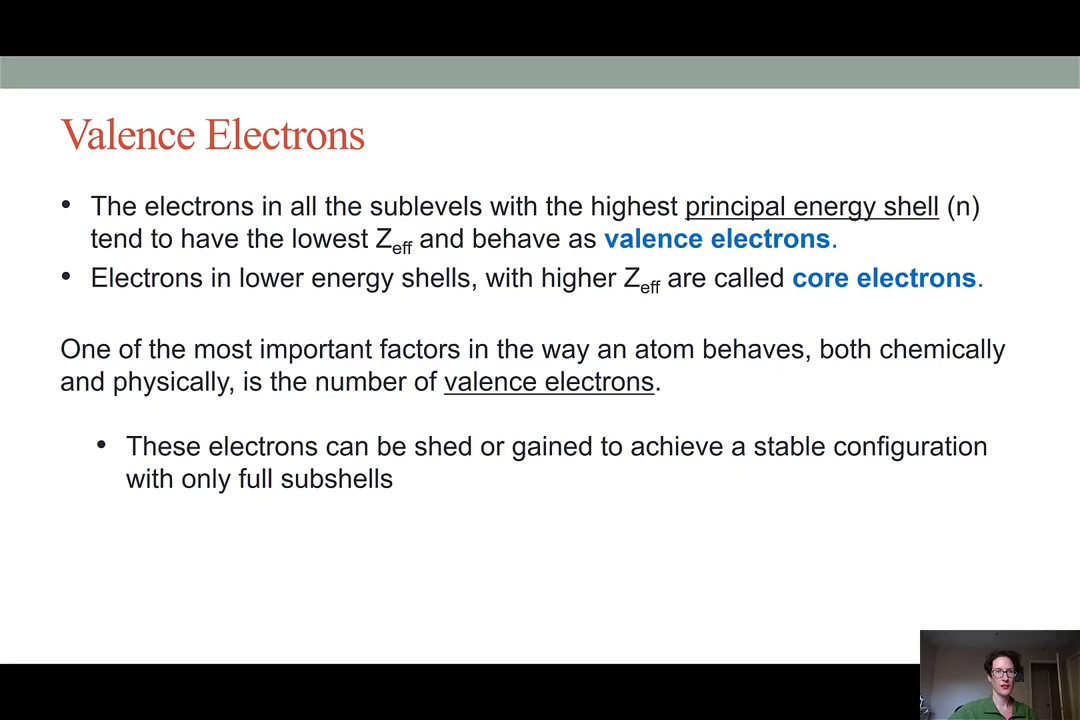 Valence Electrons
• The electrons in all the sublevels with the highest principal energy shell (n)
tend to have the lowest Zeff and behave as valence electrons.
• Electrons in lower energy shells, with higher Zeff are called core electrons.
One of the most important factors in the way an atom behaves, both chemically
and physically, is the number of valence electrons.
• These electrons can be shed or gained to achieve a stable configuration
with only full subshells